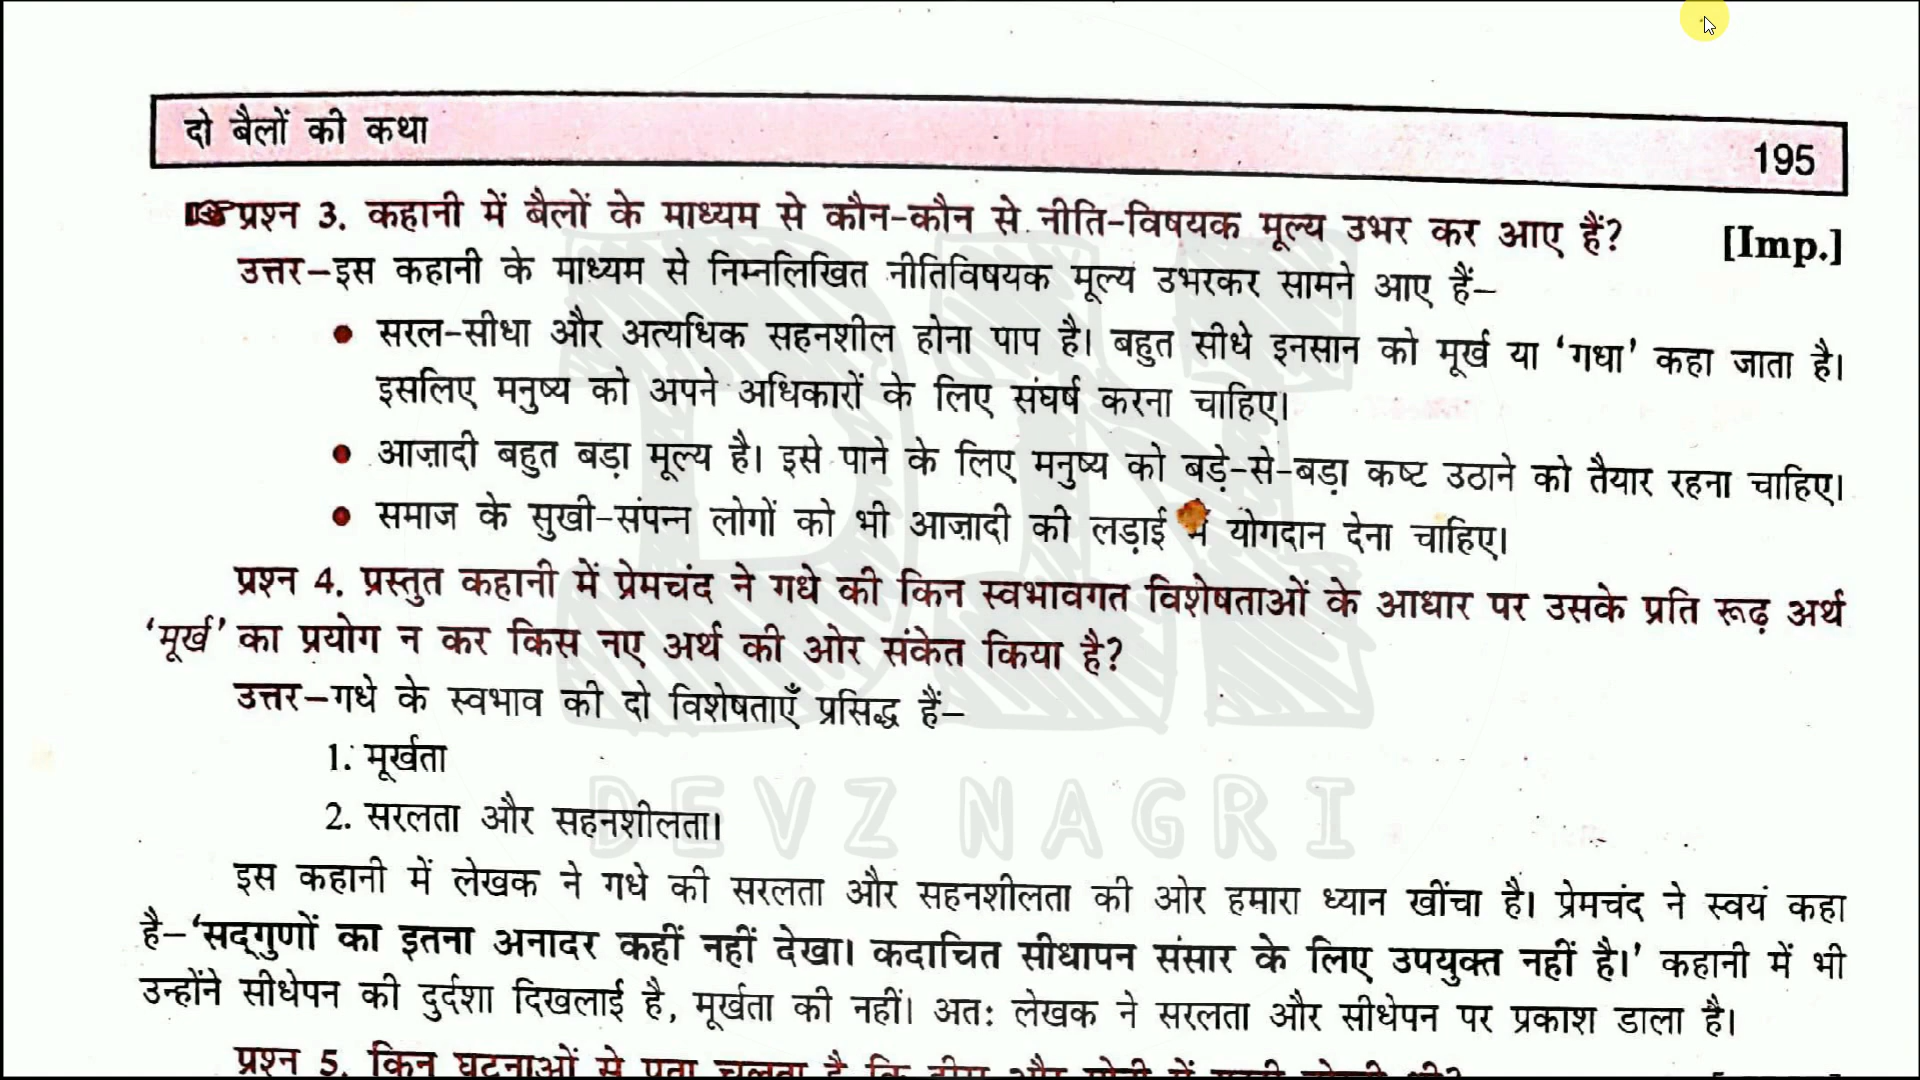 दो बैलों की कथा
195
प्रश्न 3. कहानी में बैलों के माध्यम से कौन-कौन से नीति-विषयक मूल्य उभर कर आए हैं? [Imp.]
उत्तर–इस कहानी के माध्यम से निम्नलिखित नीतिविषयक मूल्य उभरकर सामने आए हैं–
● सरल-सीधा और अत्यधिक सहनशील होना पाप है। बहुत सीधे इनसान को मूर्ख या ‘गधा’ कहा जाता है।
इसलिए मनुष्य को अपने अधिकारों के लिए संघर्ष करना चाहिए।
● आज़ादी बहुत बड़ा मूल्य है। इसे पाने के लिए मनुष्य को बड़े-से-बड़ा कष्ट उठाने को तैयार रहना चाहिए।
● समाज के सुखी-संपन्न लोगों को भी आज़ादी की लड़ाई में योगदान देना चाहिए।
प्रश्न 4. प्रस्तुत कहानी में प्रेमचंद ने गधे की किन स्वभावगत विशेषताओं के आधार पर उसके प्रति रूढ़ अर्थ
‘मूर्ख’ का प्रयोग न कर किस नए अर्थ की ओर संकेत किया है?
उत्तर–गधे के स्वभाव की दो विशेषताएँ प्रसिद्ध हैं–
1. मूर्खता
2. सरलता और सहनशीलता।
DEVZ NAGRI
इस कहानी में लेखक ने गधे की सरलता और सहनशीलता की ओर हमारा ध्यान खींचा है। प्रेमचंद ने स्वयं कहा
है–‘सद्‌गुणों का इतना अनादर कहीं नहीं देखा। कदाचित सीधापन संसार के लिए उपयुक्त नहीं है।’ कहानी में भी
उन्होंने सीधेपन की दुर्दशा दिखलाई है, मूर्खता की नहीं। अतः लेखक ने सरलता और सीधेपन पर प्रकाश डाला है।
प्रश्न 5. किन घटनाओं से पता चलता है कि हीरा और मोती में गहरी दोस्ती थी?